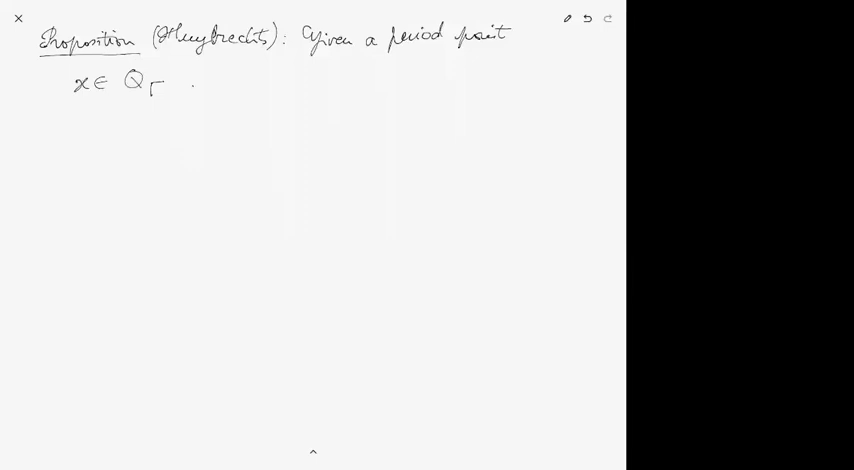 Proposition (Huybrechts): Given a period point
x ∈ Q_Γ